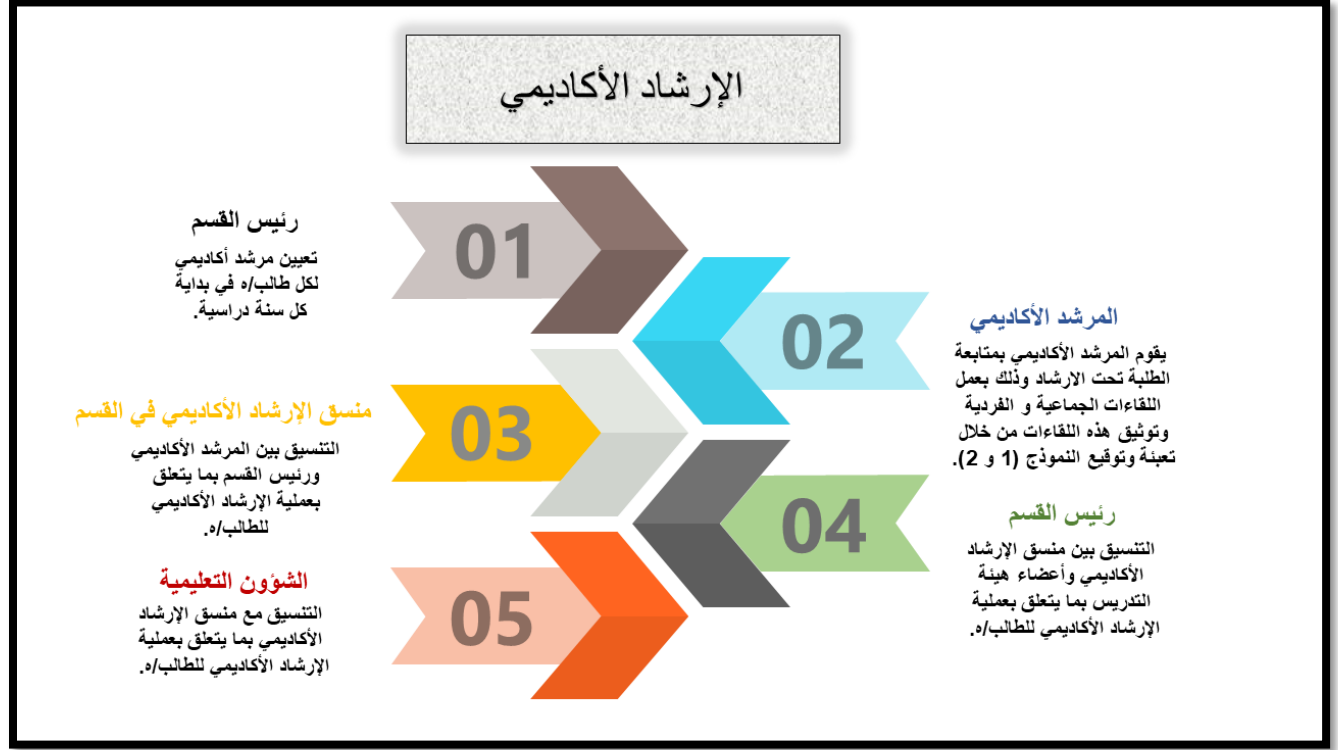 الإرشاد الأكاديمي
01
رئيس القسم
تعيين مرشد أكاديمي
لكل طالب/ه في بداية
كل سنة دراسية.
02
المرشد الأكاديمي
يقوم المرشد الأكاديمي بمتابعة
الطلبة تحت الارشاد وذلك بعمل
اللقاءات الجماعية و الفردية
وتوثيق هذه اللقاءات من خلال
تعبئة وتوقيع النموذج (1 و 2).
03
منسق الإرشاد الأكاديمي في القسم
التنسيق بين المرشد الأكاديمي
ورئيس القسم بما يتعلق
بعملية الإرشاد الأكاديمي
للطالب/ه.
04
رئيس القسم
التنسيق بين منسق الإرشاد
الأكاديمي وأعضاء هيئة
التدريس بما يتعلق بعملية
الإرشاد الأكاديمي للطالب/ه.
05
الشؤون التعليمية
التنسيق مع منسق الإرشاد
الأكاديمي بما يتعلق بعملية
الإرشاد الأكاديمي للطالب/ه.